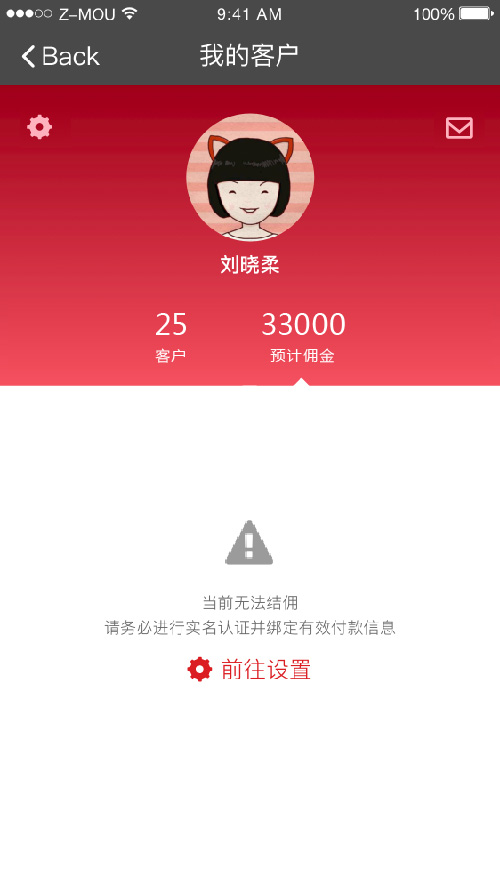 Z-MOU 9:41 AM 100%
Back 我的客户
刘晓柔
25 33000
客户 预计佣金
当前无法结佣
请务必进行实名认证并绑定有效付款信息
前往设置